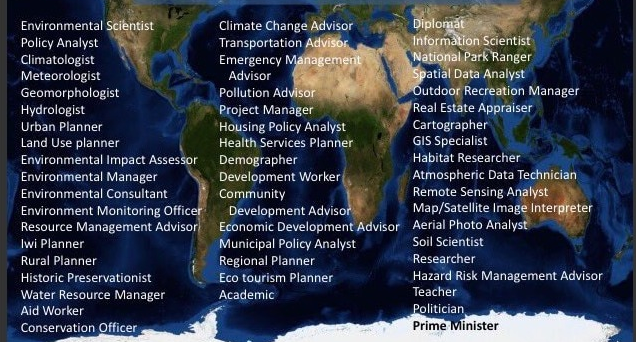 Environmental Scientist
Policy Analyst
Climatologist
Meteorologist
Geomorphologist
Hydrologist
Urban Planner
Land Use planner
Environmental Impact Assessor
Environmental Manager
Environmental Consultant
Environment Monitoring Officer
Resource Management Advisor
Iwi Planner
Rural Planner
Historic Preservationist
Water Resource Manager
Aid Worker
Conservation Officer
Climate Change Advisor
Transportation Advisor
Emergency Management
Advisor
Pollution Advisor
Project Manager
Housing Policy Analyst
Health Services Planner
Demographer
Development Worker
Community
Development Advisor
Economic Development Advisor
Municipal Policy Analyst
Regional Planner
Eco tourism Planner
Academic
Diplomat
Information Scientist
National Park Ranger
Spatial Data Analyst
Outdoor Recreation Manager
Real Estate Appraiser
Cartographer
GIS Specialist
Habitat Researcher
Atmospheric Data Technician
Remote Sensing Analyst
Map/Satellite Image Interpreter
Aerial Photo Analyst
Soil Scientist
Researcher
Hazard Risk Management Advisor
Teacher
Politician
Prime Minister